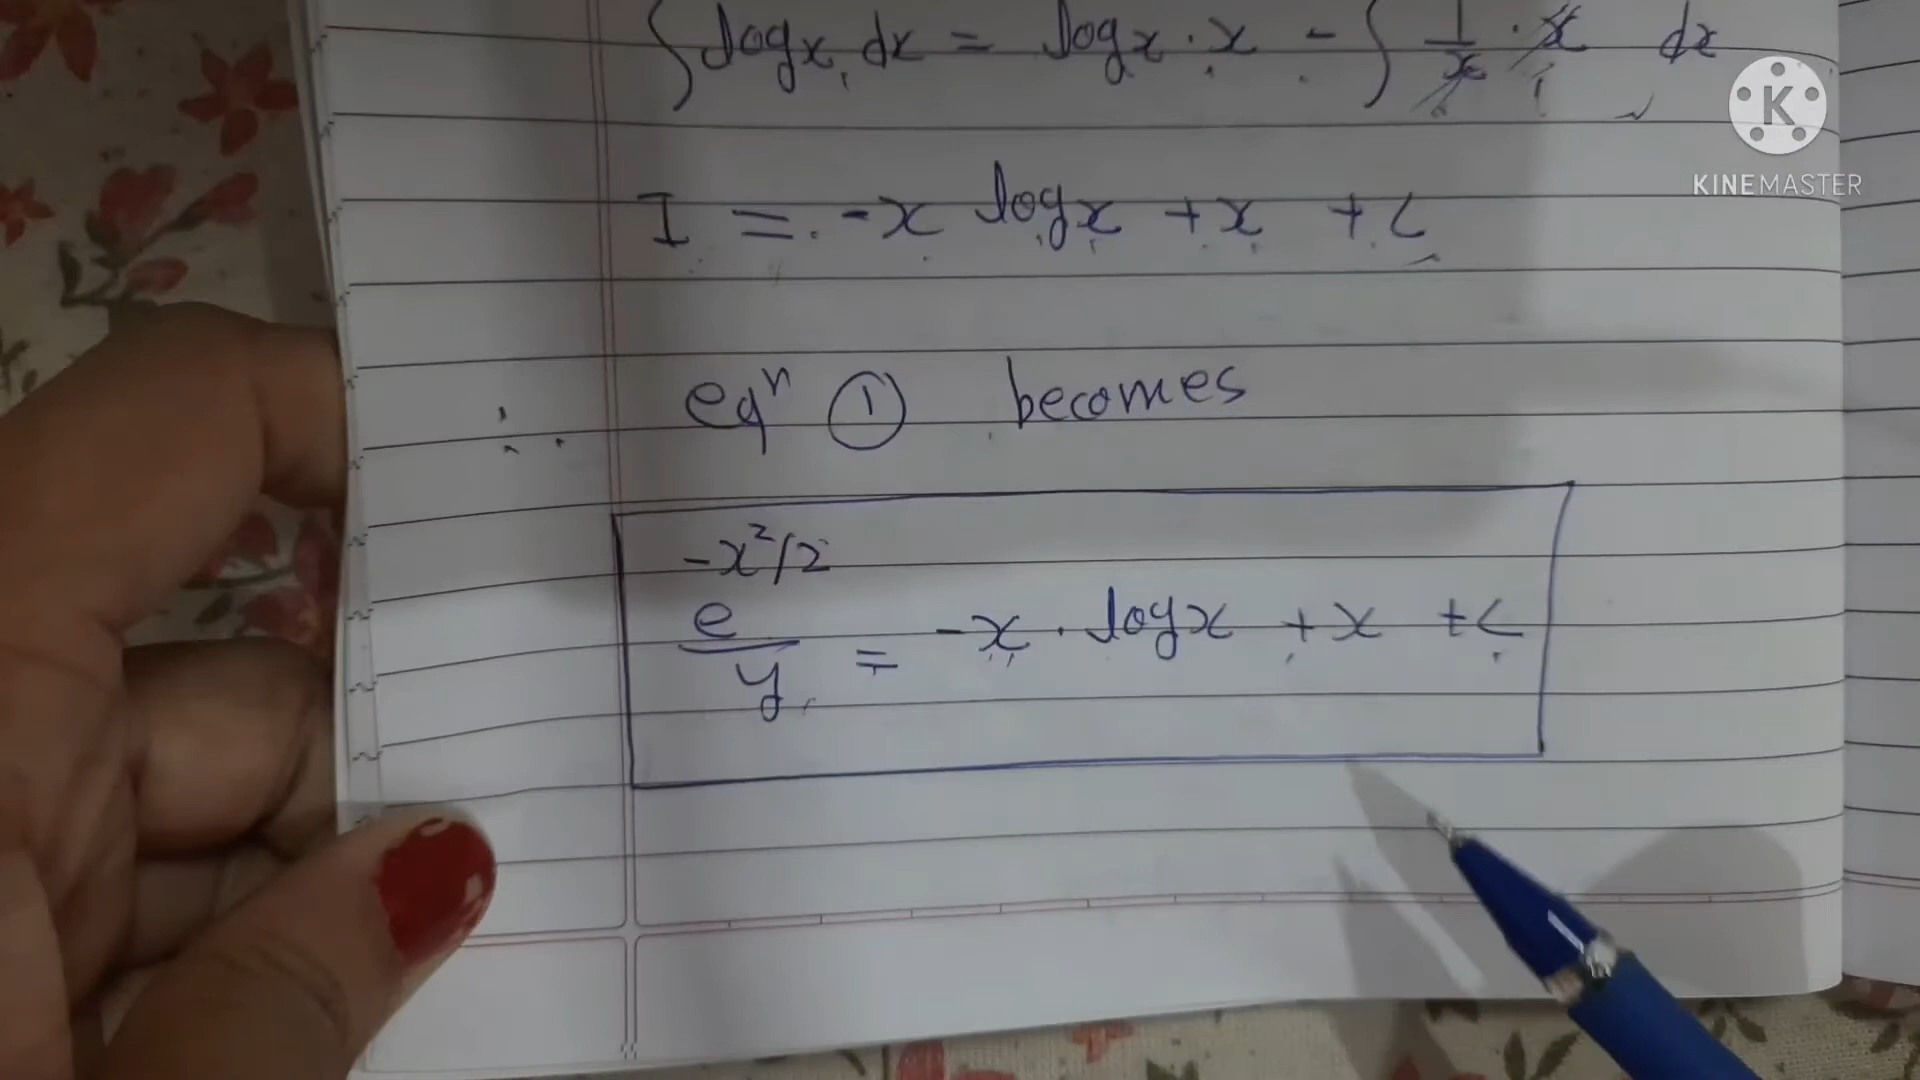 ∫ log x dx = log x · x - ∫ 1/x · x dx
K
KINEMASTER
I = -x log x + x + c
∴ eqⁿ ① becomes
e^(-x²/2)/y = -x · log x + x + c